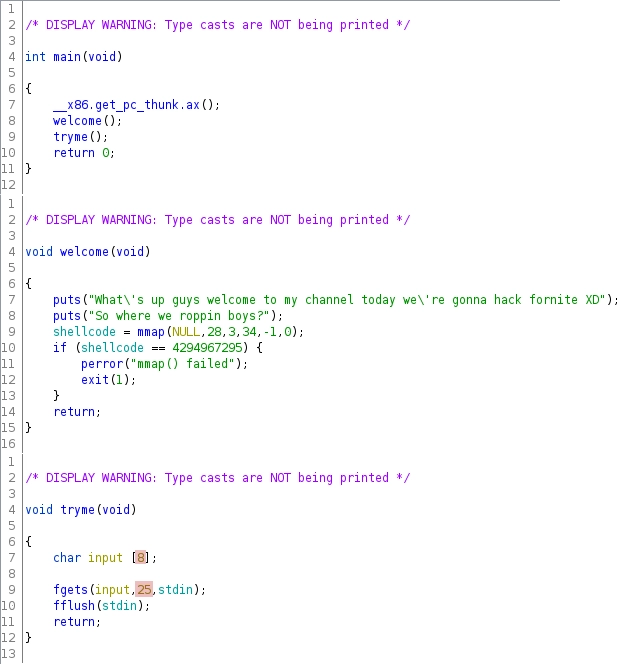 1
2 /* DISPLAY WARNING: Type casts are NOT being printed */
3
4 int main(void)
5
6 {
7     __x86.get_pc_thunk.ax();
8     welcome();
9     tryme();
10     return 0;
11 }
12
1
2 /* DISPLAY WARNING: Type casts are NOT being printed */
3
4 void welcome(void)
5
6 {
7     puts("What\'s up guys welcome to my channel today we\'re gonna hack fornite XD");
8     puts("So where we roppin boys?");
9     shellcode = mmap(NULL,28,3,34,-1,0);
10     if (shellcode == 4294967295) {
11         perror("mmap() failed");
12         exit(1);
13     }
14     return;
15 }
16
1
2 /* DISPLAY WARNING: Type casts are NOT being printed */
3
4 void tryme(void)
5
6 {
7     char input [8];
8
9     fgets(input,25,stdin);
10     fflush(stdin);
11     return;
12 }
13